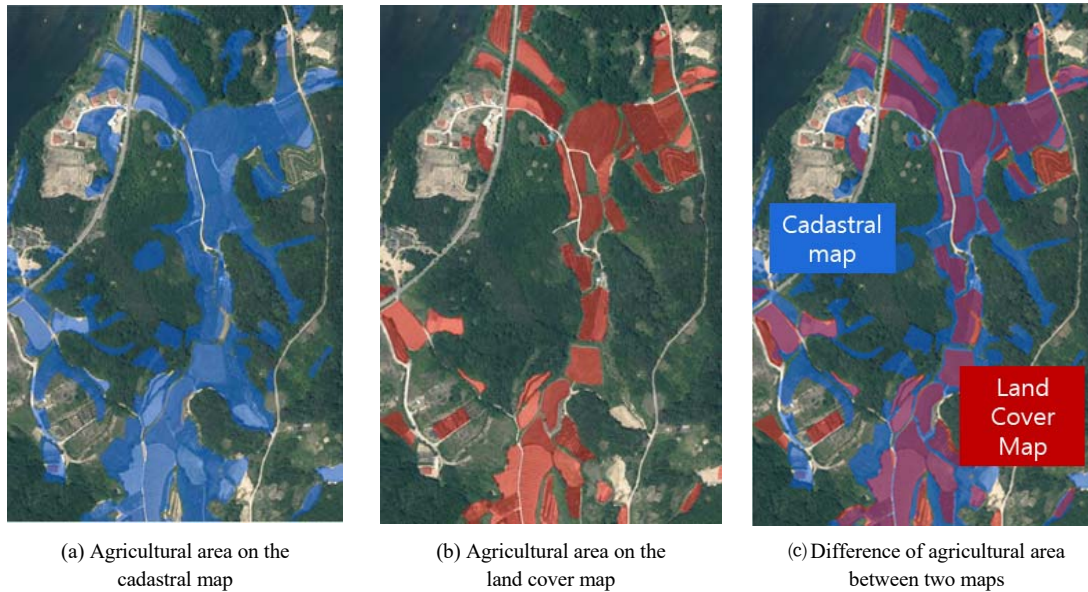 Cadastral
map
Land
Cover
Map
(a) Agricultural area on the
cadastral map
(b) Agricultural area on the
land cover map
(c) Difference of agricultural area
between two maps